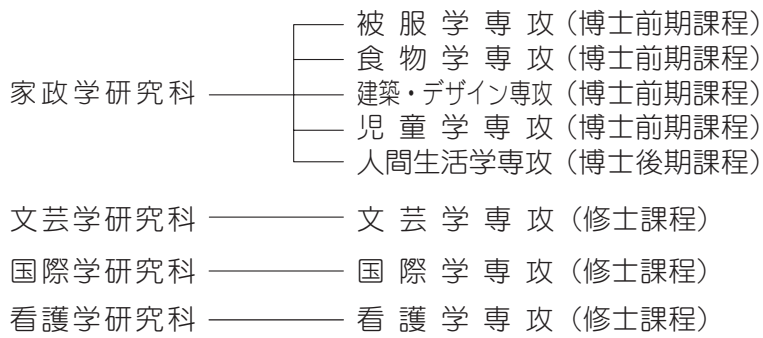 被服学専攻（博士前期課程）
食物学専攻（博士前期課程）
家政学研究科 建築・デザイン専攻（博士前期課程）
児童学専攻（博士前期課程）
人間生活学専攻（博士後期課程）
文芸学研究科 文芸学専攻（修士課程）
国際学研究科 国際学専攻（修士課程）
看護学研究科 看護学専攻（修士課程）